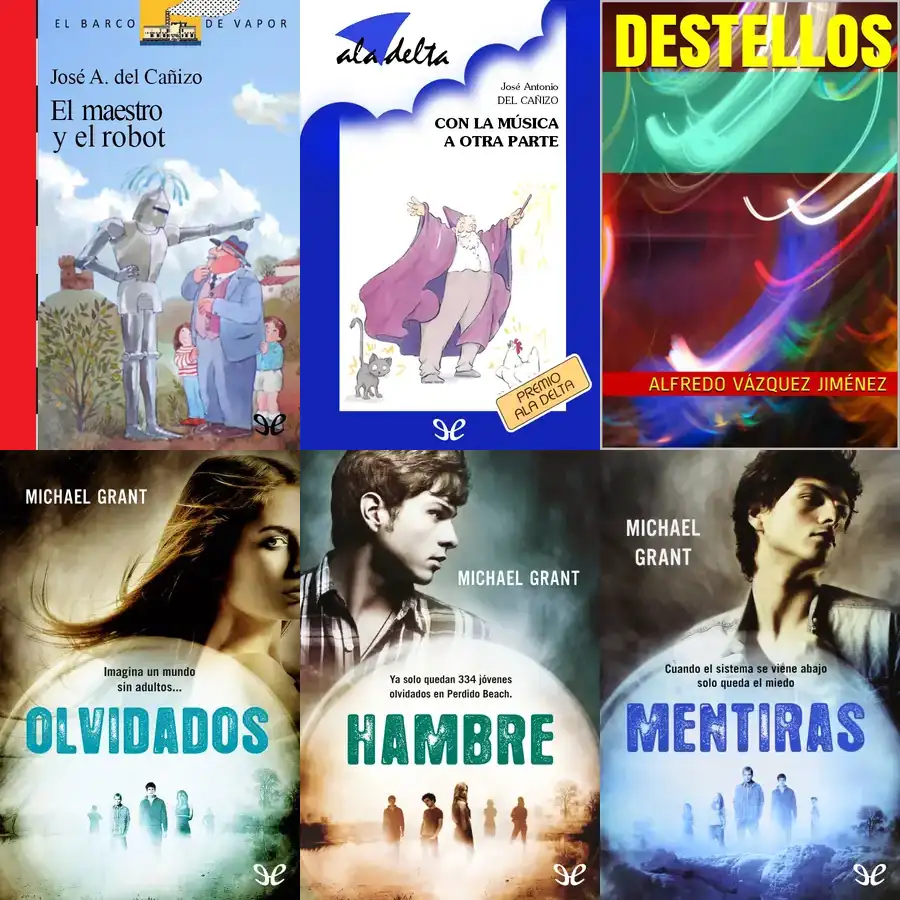 EL BARCO DE VAPOR
José A. del Cañizo
El maestro
y el robot
ala delta
José Antonio
DEL CAÑIZO
CON LA MÚSICA
A OTRA PARTE
PREMIO
ALA DELTA
DESTELLOS
ALFREDO VÁZQUEZ JIMÉNEZ
MICHAEL GRANT
Imagina un mundo
sin adultos...
OLVIDADOS
MICHAEL GRANT
Ya solo quedan 334 jóvenes
olvidados en Perdido Beach.
HAMBRE
MICHAEL
GRANT
Cuando el sistema se viene abajo
solo queda el miedo
MENTIRAS